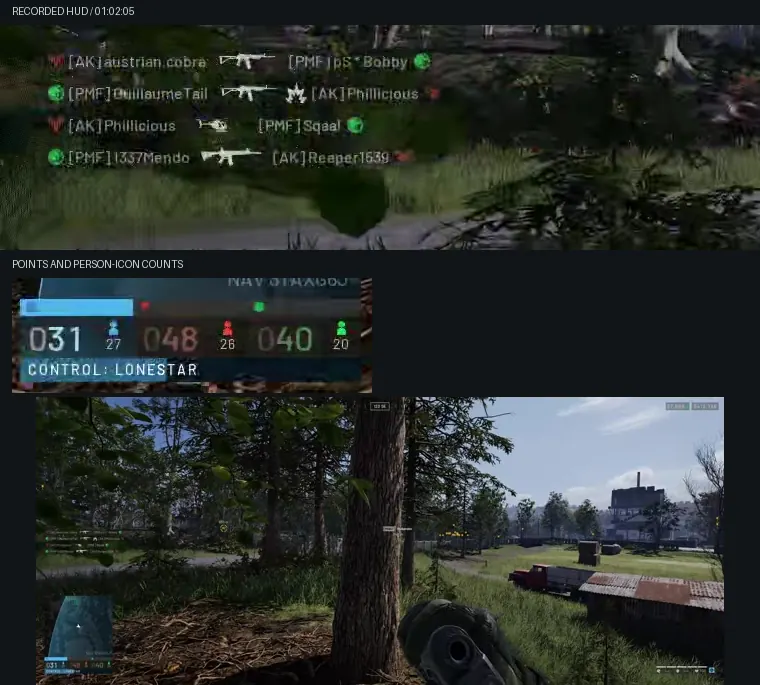 RECORDED HUD / 01:02:05
[AK]austrian cobra [PMF]pS*Bobby
[PMF]GuillaumeTail [AK]Phillicious
[AK]Phillicious [PMF]Sqaal
[PMF]1337Mendo [AK]Reaper1639
POINTS AND PERSON-ICON COUNTS
031 27 048 26 040 20
CONTROL: LONESTAR